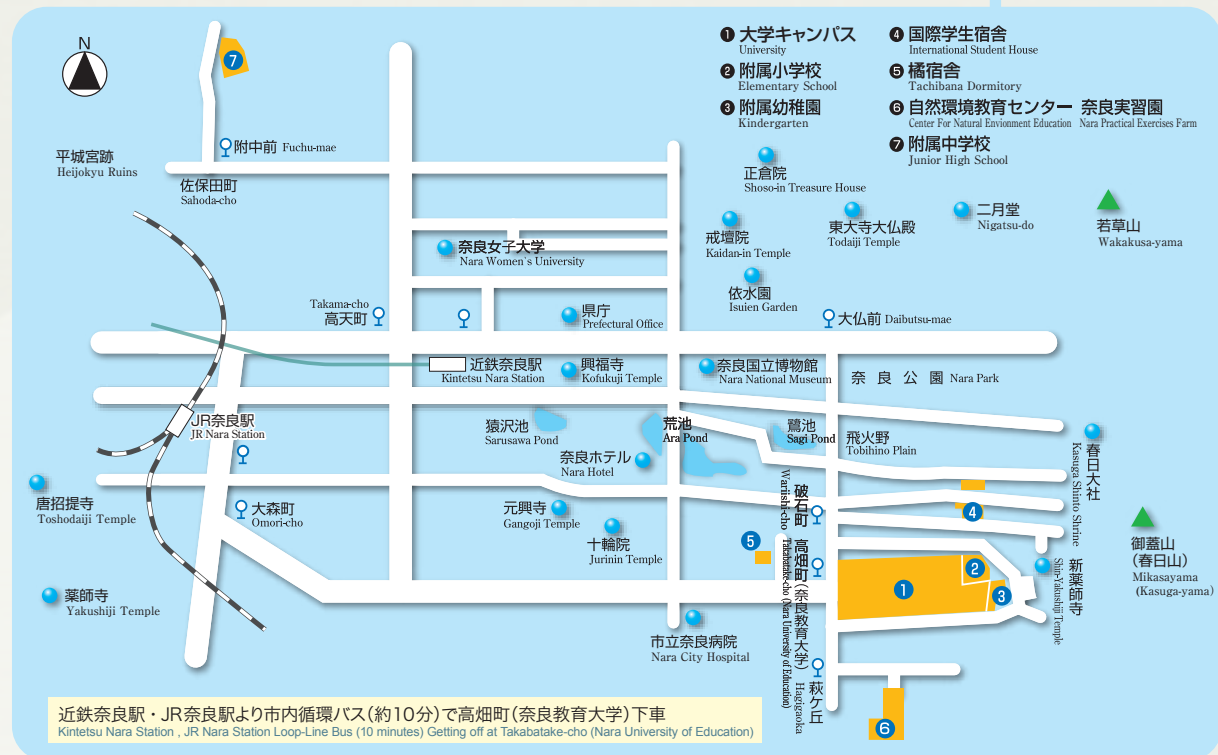 N
❶ 大学キャンパス
University
❷ 附属小学校
Elementary School
❸ 附属幼稚園
Kindergarten
❹ 国際学生宿舎
International Student House
❺ 橘宿舎
Tachibana Dormitory
❻ 自然環境教育センター 奈良実習園
Center For Natural Envionment Education Nara Practical Exercises Farm
❼ 附属中学校
Junior High School
7
附中前 Fuchu-mae
平城宮跡
Heijokyu Ruins
佐保田町
Sahoda-cho
正倉院
Shoso-in Treasure House
戒壇院
Kaidan-in Temple
東大寺大仏殿
Todaiji Temple
二月堂
Nigatsu-do
若草山
Wakakusa-yama
奈良女子大学
Nara Women`s University
依水園
Isuien Garden
Takama-cho
高天町
県庁
Prefectural Office
大仏前 Daibutsu-mae
近鉄奈良駅
Kintetsu Nara Station
興福寺
Kofukuji Temple
奈良国立博物館
Nara National Museum
奈良公園 Nara Park
JR奈良駅
JR Nara Station
猿沢池
Sarusawa Pond
荒池
Ara Pond
鷺池
Sagi Pond
飛火野
Tobihino Plain
奈良ホテル
Nara Hotel
春日大社
Kasuga Shinto Shrine
唐招提寺
Toshodaiji Temple
大森町
Omori-cho
元興寺
Gangoji Temple
十輪院
Jurinin Temple
破石町
Wariishi-cho
4
5
高畑町(奈良教育大学)
Takabatake-cho (Nara University of Education)
1
2
3
新薬師寺
Shin-Yakushiji Temple
御蓋山
(春日山)
Mikasayama
(Kasuga-yama)
薬師寺
Yakushiji Temple
市立奈良病院
Nara City Hospital
萩ケ丘
Hagigaoka
6
近鉄奈良駅・JR奈良駅より市内循環バス(約10分)で高畑町(奈良教育大学)下車
Kintetsu Nara Station , JR Nara Station Loop-Line Bus (10 minutes) Getting off at Takabatake-cho (Nara University of Education)